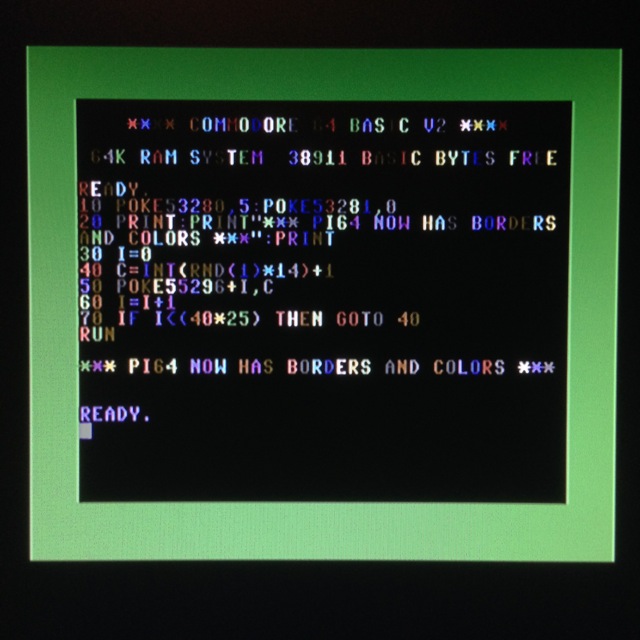 **** COMMODORE 64 BASIC V2 ****
64K RAM SYSTEM 38911 BASIC BYTES FREE
READY.
10 POKE53280,5:POKE53281,0
20 PRINT:PRINT"*** PI64 NOW HAS BORDERS
AND COLORS ***":PRINT
30 I=0
40 C=INT(RND(1)*14)+1
50 POKE55296+I,C
60 I=I+1
70 IF I<(40*25) THEN GOTO 40
RUN
*** PI64 NOW HAS BORDERS AND COLORS ***
READY.